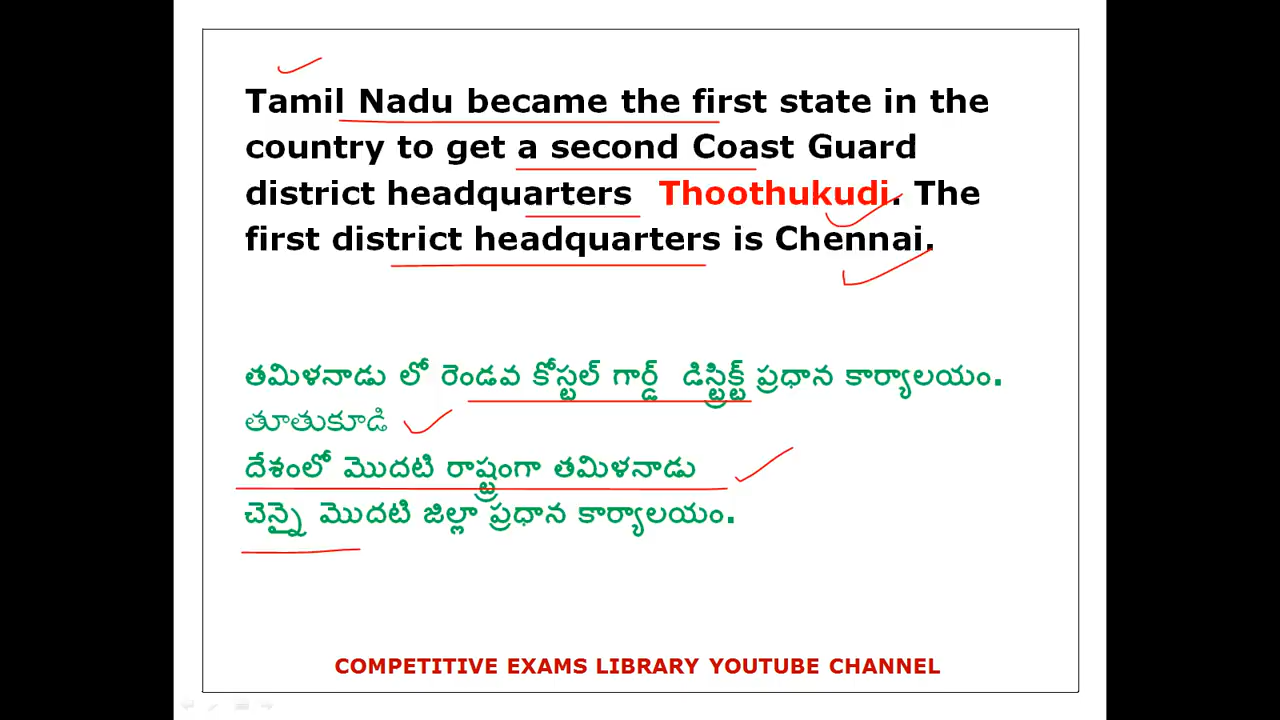 Tamil Nadu became the first state in the
country to get a second Coast Guard
district headquarters Thoothukudi. The
first district headquarters is Chennai.
తమిళనాడు లో రెండవ కోస్టల్ గార్డ్ డిస్ట్రిక్ట్ ప్రధాన కార్యాలయం.
తూతుకూడి
దేశంలో మొదటి రాష్ట్రంగా తమిళనాడు
చెన్నై మొదటి జిల్లా ప్రధాన కార్యాలయం.
COMPETITIVE EXAMS LIBRARY YOUTUBE CHANNEL